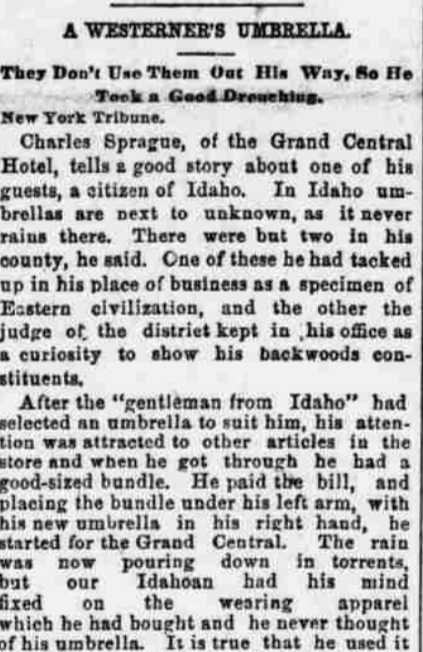 A WESTERNER'S UMBRELLA.
They Don't Use Them Out His Way, So He
Took a Good Drenching.
New York Tribune.
Charles Sprague, of the Grand Central
Hotel, tells a good story about one of his
guests, a citizen of Idaho. In Idaho um-
brellas are next to unknown, as it never
rains there. There were but two in his
county, he said. One of these he had tacked
up in his place of business as a specimen of
Eastern civilization, and the other the
judge of the district kept in his office as
a curiosity to show his backwoods con-
stituents.
After the "gentleman from Idaho" had
selected an umbrella to suit him, his atten-
tion was attracted to other articles in the
store and when he got through he had a
good-sized bundle. He paid the bill, and
placing the bundle under his left arm, with
his new umbrella in his right hand, he
started for the Grand Central. The rain
was now pouring down in torrents,
but our Idahoan had his mind
fixed on the wearing apparel
which he had bought and he never thought
of his umbrella. It is true that he used it